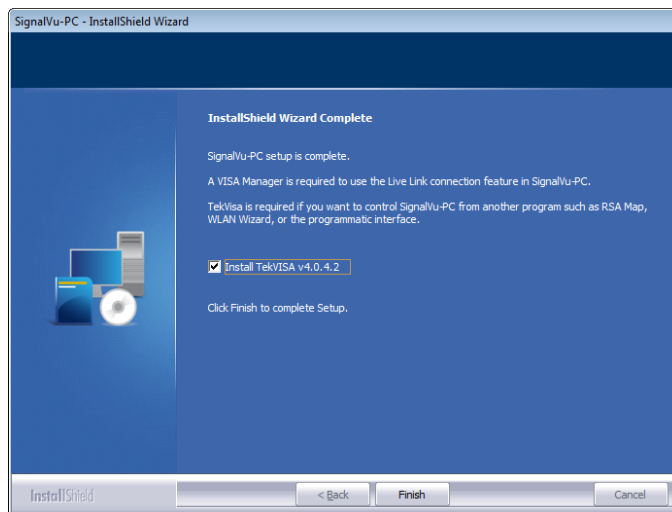 SignalVu-PC - InstallShield Wizard
InstallShield Wizard Complete
SignalVu-PC setup is complete.
A VISA Manager is required to use the Live Link connection feature in SignalVu-PC.
TekVisa is required if you want to control SignalVu-PC from another program such as RSA Map,
WLAN Wizard, or the programmatic interface.
Install TekVISA v4.0.4.2
Click Finish to complete Setup.
InstallShield
< Back
Finish
Cancel